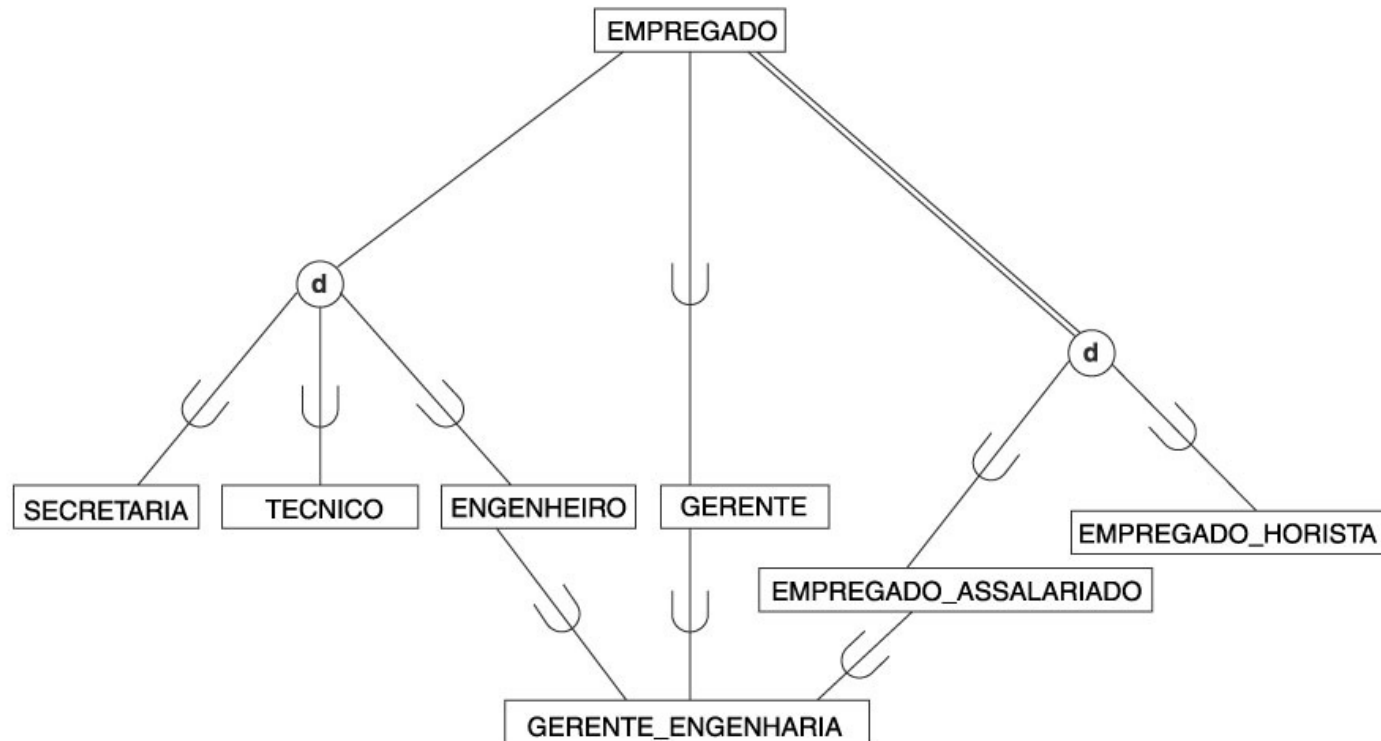 EMPREGADO
d
d
SECRETARIA
TECNICO
ENGENHEIRO
GERENTE
EMPREGADO_HORISTA
EMPREGADO_ASSALARIADO
GERENTE_ENGENHARIA